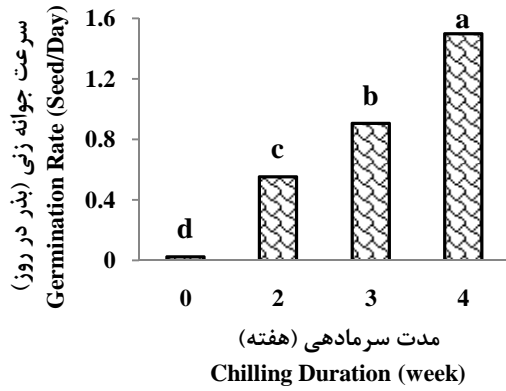 سرعت جوانه زنی (بذر در روز)
Germination Rate (Seed/Day)
1.6
1.2
0.8
0.4
0
d
c
b
a
0 2 3 4
مدت سرمادهی (هفته)
Chilling Duration (week)